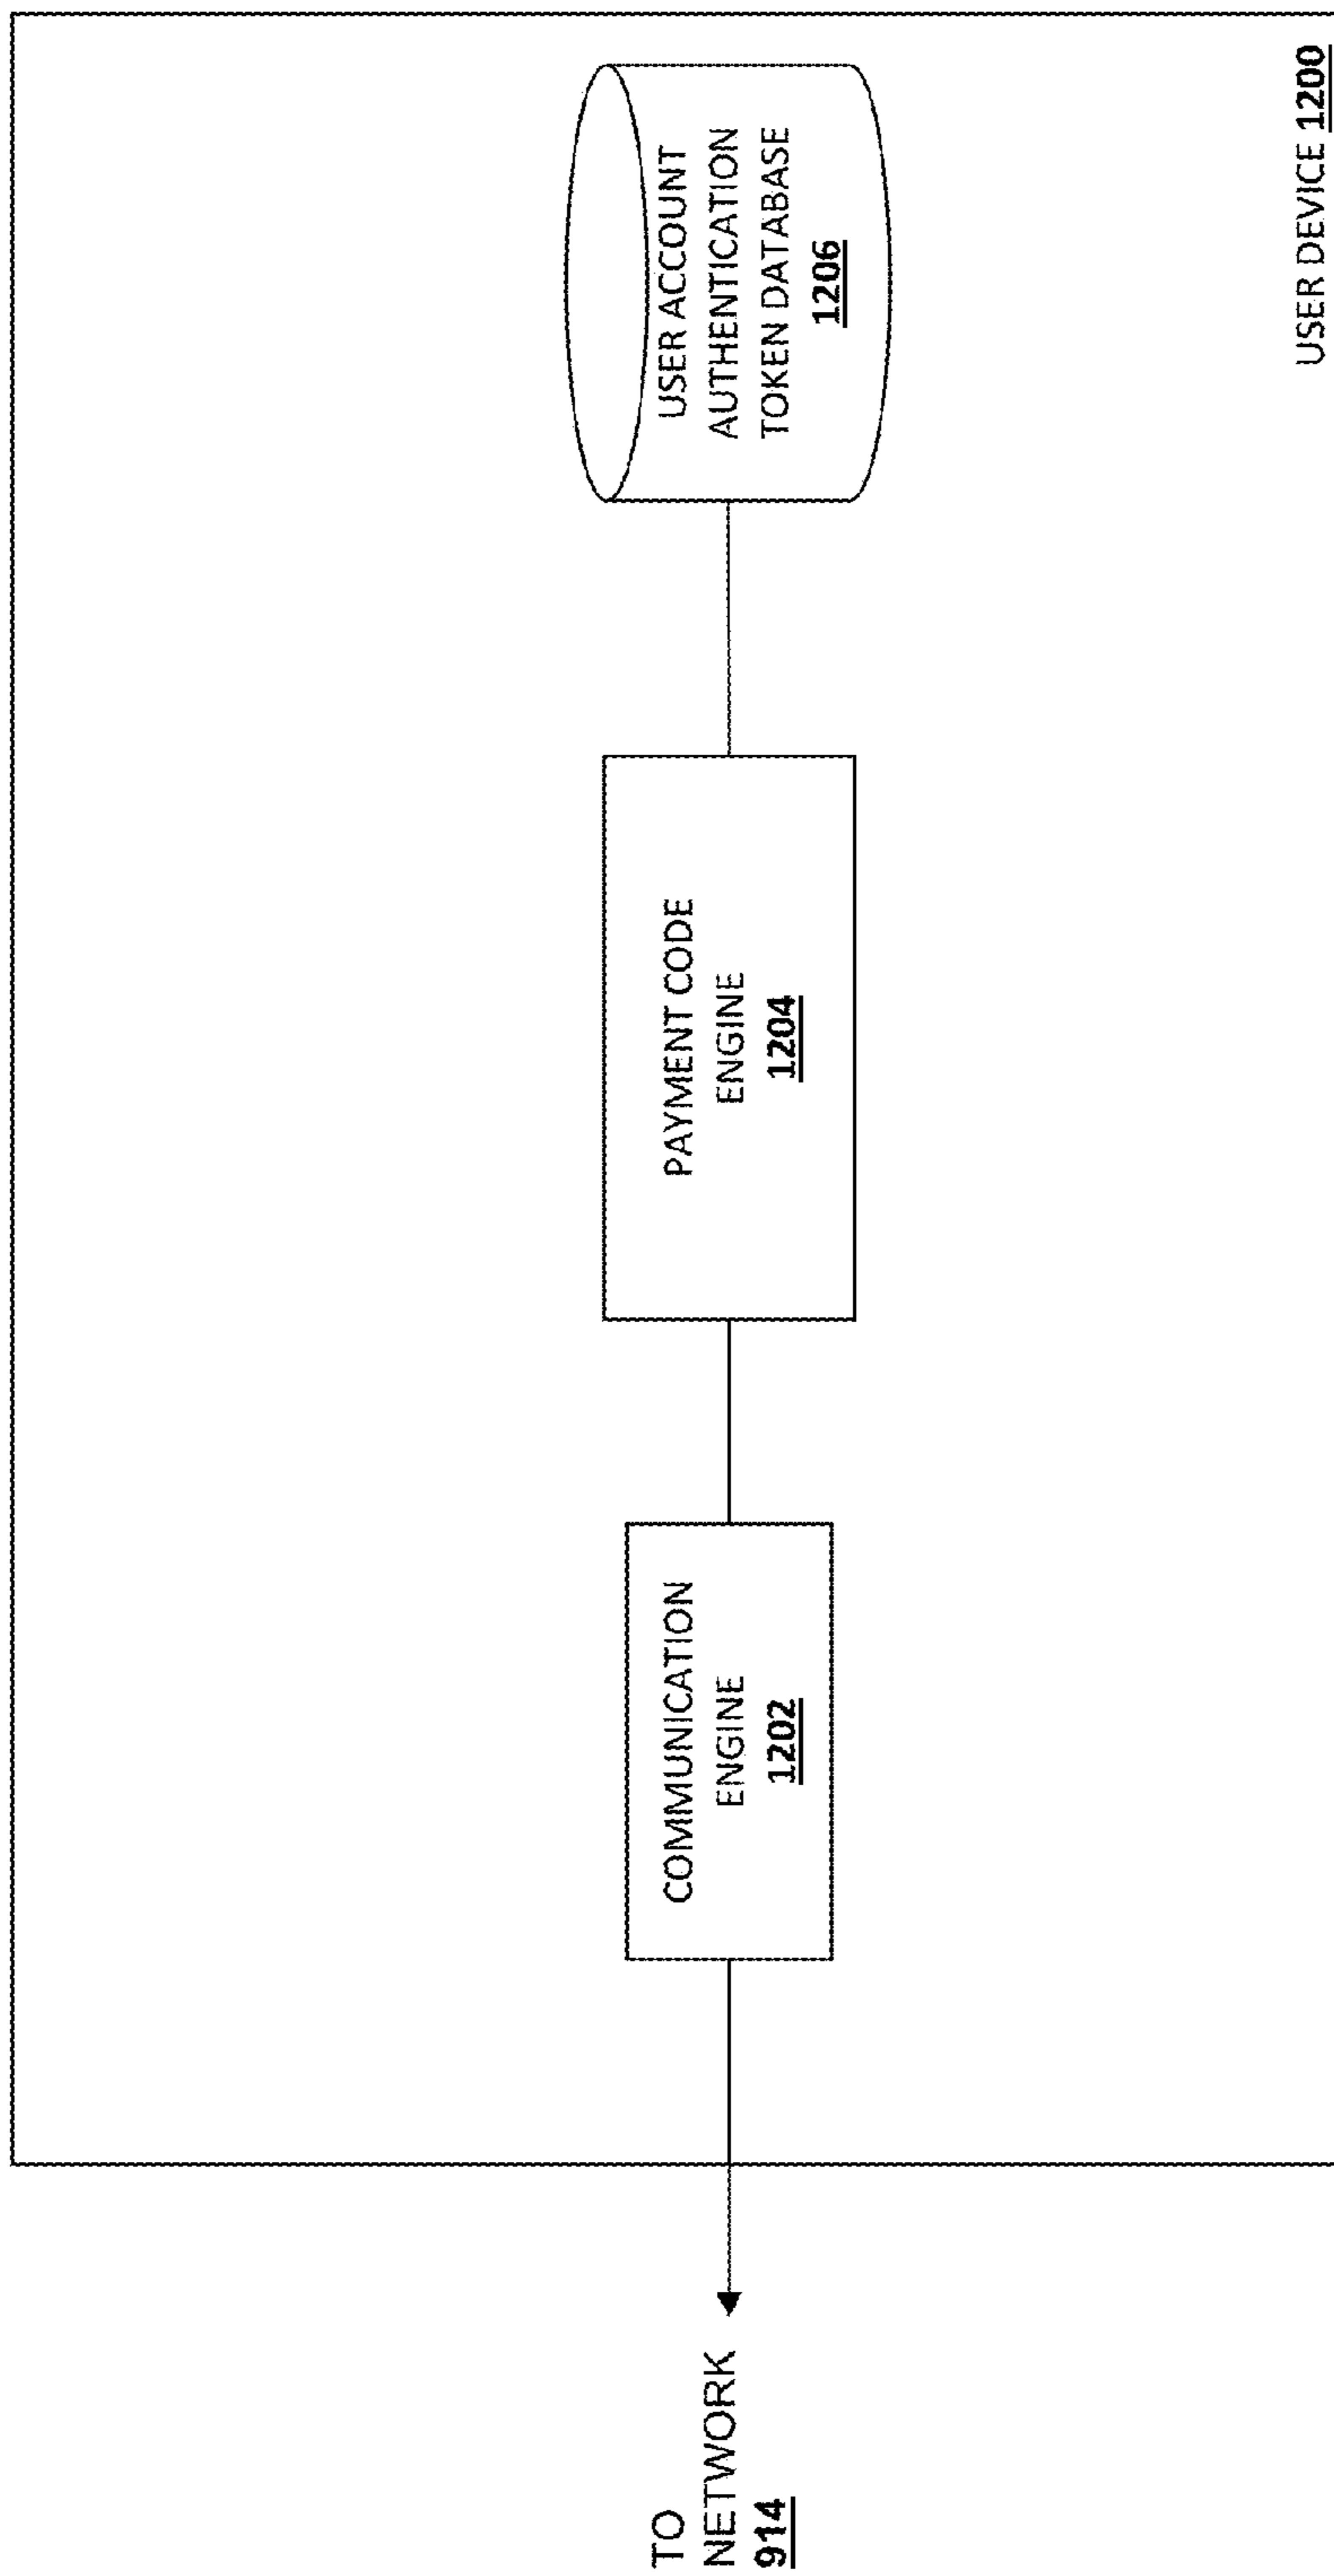 TO
NETWORK
914
COMMUNICATION
ENGINE
1202
PAYMENT CODE
ENGINE
1204
USER ACCOUNT
AUTHENTICATION
TOKEN DATABASE
1206
USER DEVICE 1200